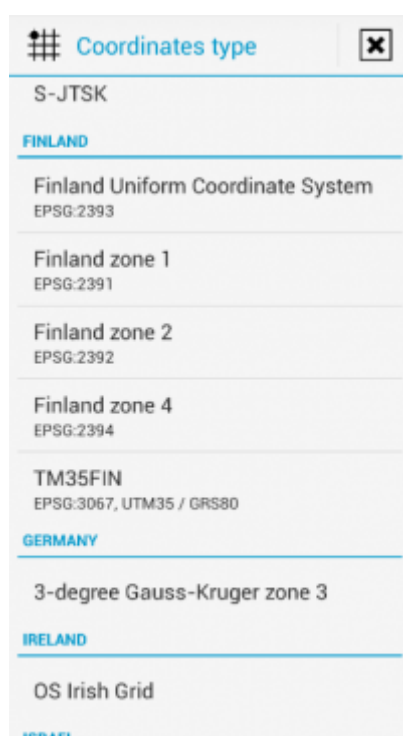 Coordinates type
S-JTSK
FINLAND
Finland Uniform Coordinate System
EPSG:2393
Finland zone 1
EPSG:2391
Finland zone 2
EPSG:2392
Finland zone 4
EPSG:2394
TM35FIN
EPSG:3067, UTM35 / GRS80
GERMANY
3-degree Gauss-Kruger zone 3
IRELAND
OS Irish Grid